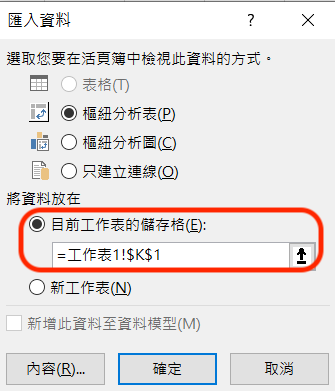 匯入資料
選取您要在活頁簿中檢視此資料的方式。
表格(T)
樞紐分析表(P)
樞紐分析圖(C)
只建立連線(O)
將資料放在
目前工作表的儲存格(E):
=工作表1!$K$1
新工作表(N)
新增此資料至資料模型(M)
內容(R)...
確定
取消